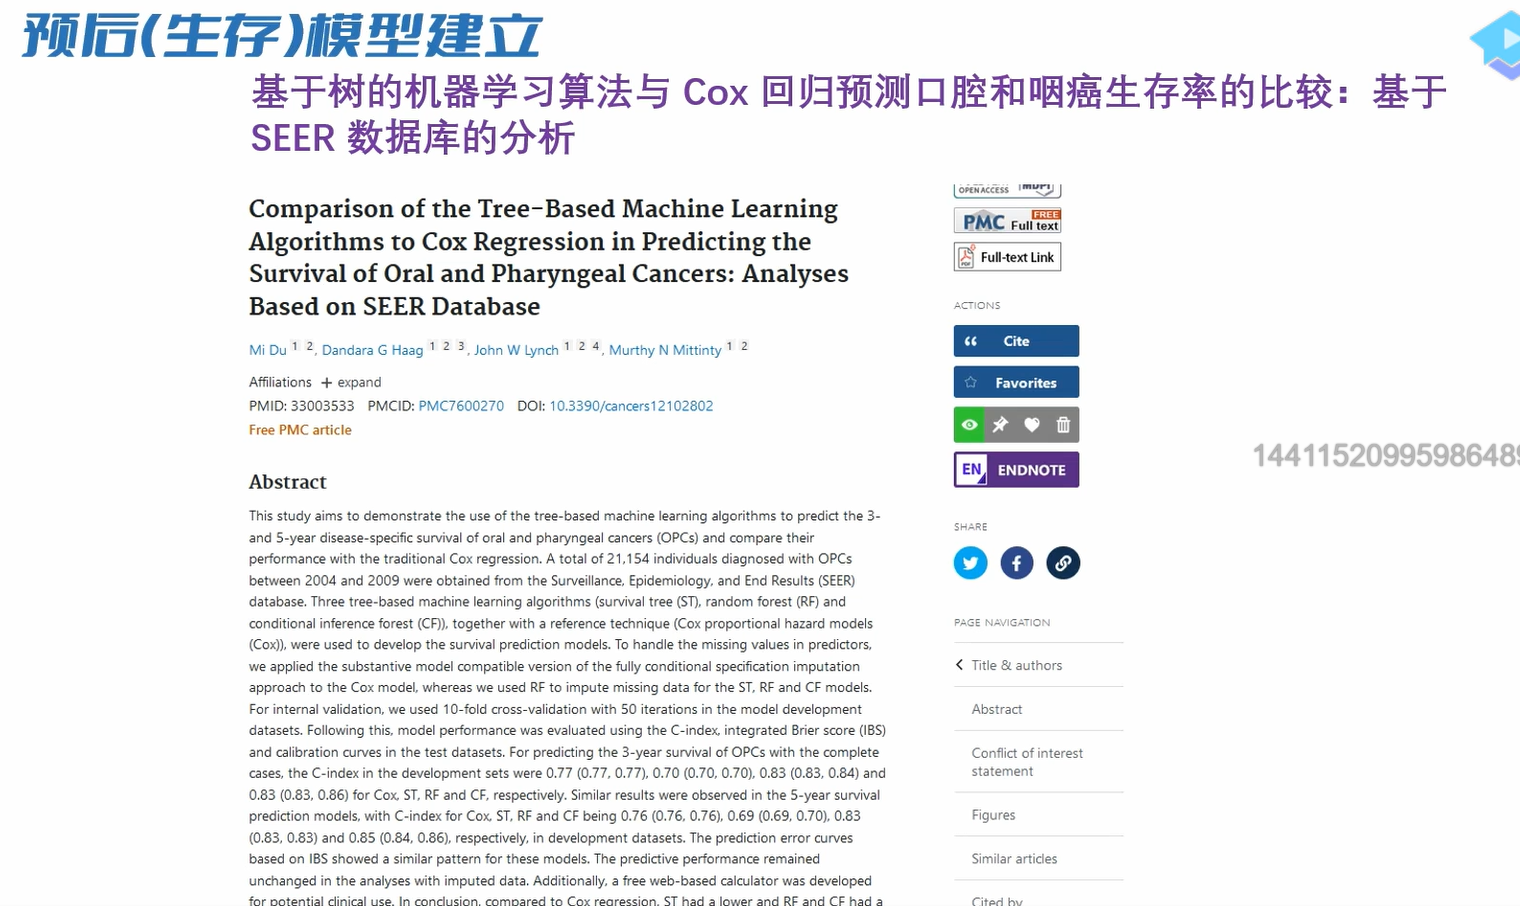 预后(生存)模型建立
基于树的机器学习算法与 Cox 回归预测口腔和咽癌生存率的比较：基于
SEER 数据库的分析
Comparison of the Tree-Based Machine Learning
Algorithms to Cox Regression in Predicting the
Survival of Oral and Pharyngeal Cancers: Analyses
Based on SEER Database
Mi Du 1 2, Dandara G Haag 1 2 3, John W Lynch 1 2 4, Murthy N Mittinty 1 2
Affiliations + expand
PMID: 33003533 PMCID: PMC7600270 DOI: 10.3390/cancers12102802
Free PMC article
Abstract
This study aims to demonstrate the use of the tree-based machine learning algorithms to predict the 3-
and 5-year disease-specific survival of oral and pharyngeal cancers (OPCs) and compare their
performance with the traditional Cox regression. A total of 21,154 individuals diagnosed with OPCs
between 2004 and 2009 were obtained from the Surveillance, Epidemiology, and End Results (SEER)
database. Three tree-based machine learning algorithms (survival tree (ST), random forest (RF) and
conditional inference forest (CF)), together with a reference technique (Cox proportional hazard models
(Cox)), were used to develop the survival prediction models. To handle the missing values in predictors,
we applied the substantive model compatible version of the fully conditional specification imputation
approach to the Cox model, whereas we used RF to impute missing data for the ST, RF and CF models.
For internal validation, we used 10-fold cross-validation with 50 iterations in the model development
datasets. Following this, model performance was evaluated using the C-index, integrated Brier score (IBS)
and calibration curves in the test datasets. For predicting the 3-year survival of OPCs with the complete
cases, the C-index in the development sets were 0.77 (0.77, 0.77), 0.70 (0.70, 0.70), 0.83 (0.83, 0.84) and
0.83 (0.83, 0.86) for Cox, ST, RF and CF, respectively. Similar results were observed in the 5-year survival
prediction models, with C-index for Cox, ST, RF and CF being 0.76 (0.76, 0.76), 0.69 (0.69, 0.70), 0.83
(0.83, 0.83) and 0.85 (0.84, 0.86), respectively, in development datasets. The prediction error curves
based on IBS showed a similar pattern for these models. The predictive performance remained
unchanged in the analyses with imputed data. Additionally, a free web-based calculator was developed
for potential clinical use. In conclusion, compared to Cox regression, ST had a lower and RF and CF had a
OPEN ACCESS MDPI
PMC FREE Full text
PDF Full-text Link
ACTIONS
Cite
Favorites
EN ENDNOTE
SHARE
PAGE NAVIGATION
Title & authors
Abstract
Conflict of interest
statement
Figures
Similar articles
Cited by
1441152099598648